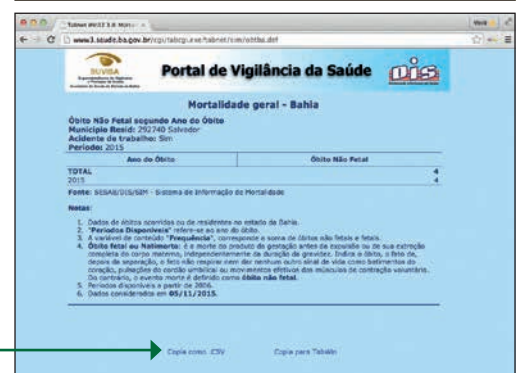 Tabnet Win32 3.0: Mort
www3.saude.ba.gov.br/cgi/tabcgi.exe?tabnet/sim/obitba.def
SUVISA
Portal de Vigilância da Saúde
DIS
Mortalidade geral - Bahia
Óbito Não Fetal segundo Ano do Óbito
Município Resid: 292740 Salvador
Acidente de trabalho: Sim
Período: 2015
Ano do Óbito Óbito Não Fetal
TOTAL 4
2015 4
Fonte: SESAB/DIS/SIM - Sistema de Informação de Mortalidade
Notas:
1. Dados de óbitos ocorridos ou de residentes no estado da Bahia.
2. "Períodos Disponíveis" refere-se ao ano do óbito.
3. A variável de conteúdo "Frequência", corresponde a soma de óbitos não fetais e fetais.
4. Óbito fetal ou Natimorto: é a morte do produto da gestação antes da expulsão ou de sua extração
completa do corpo materno, independentemente da duração da gravidez. Indica o óbito, o fato de,
depois da separação, o feto não respirar nem dar nenhum outro sinal de vida como batimentos do
coração, pulsações do cordão umbilical ou movimentos efetivos dos músculos de contração voluntária.
Do contrário, o evento morte é definido como óbito não fetal.
5. Períodos disponíveis a partir de 2006.
6. Dados considerados em 05/11/2015.
Copia como .CSV Copia para TabWin